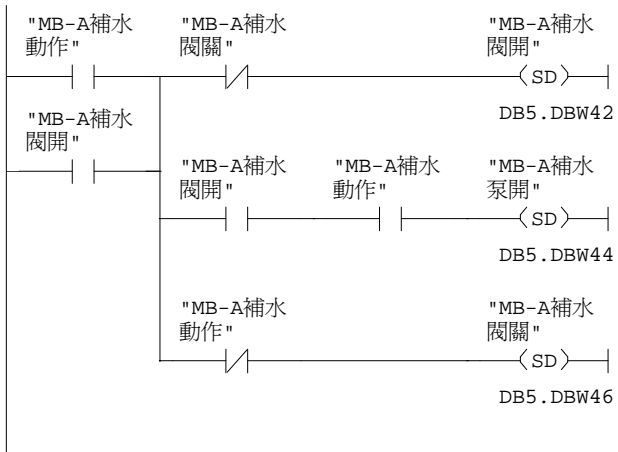 "MB-A補水
動作"
"MB-A補水
閥關"
"MB-A補水
閥開"
SD
DB5.DBW42
"MB-A補水
閥開"
"MB-A補水
閥開"
"MB-A補水
動作"
"MB-A補水
泵開"
SD
DB5.DBW44
"MB-A補水
動作"
"MB-A補水
閥關"
SD
DB5.DBW46